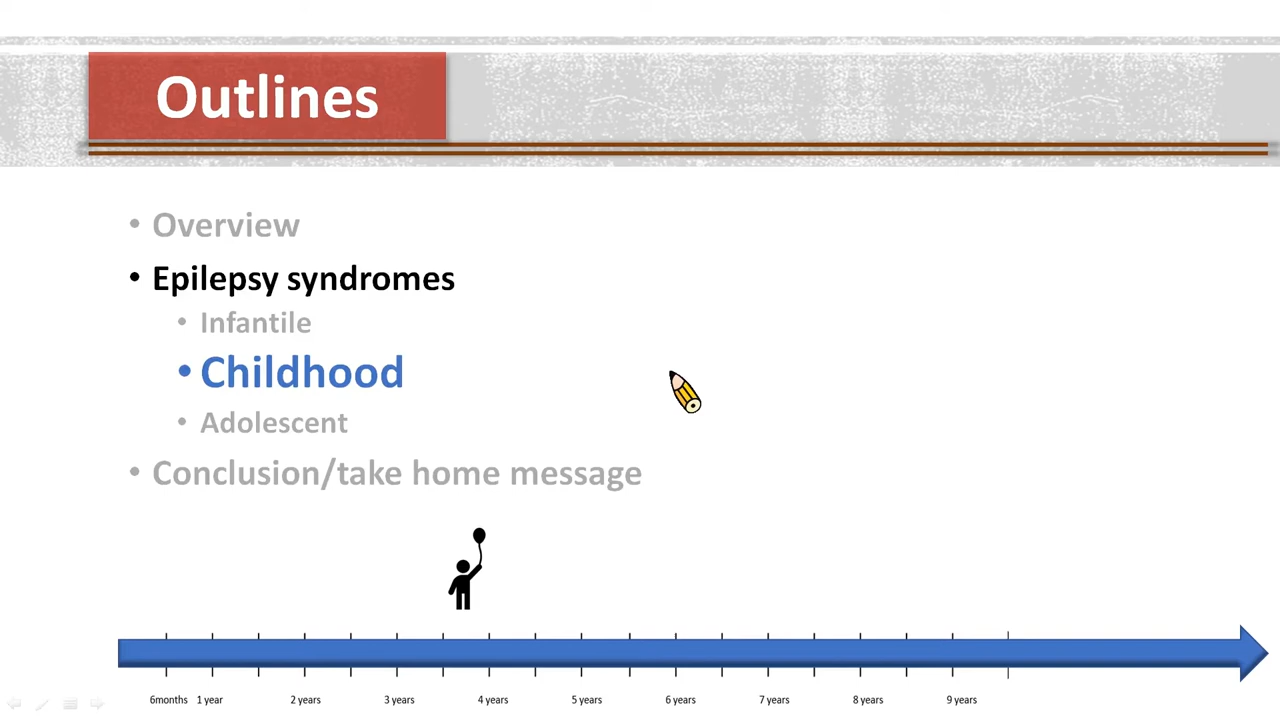 Outlines
• Overview
• Epilepsy syndromes
• Infantile
• Childhood
• Adolescent
• Conclusion/take home message
6months 1 year 2 years 3 years 4 years 5 years 6 years 7 years 8 years 9 years